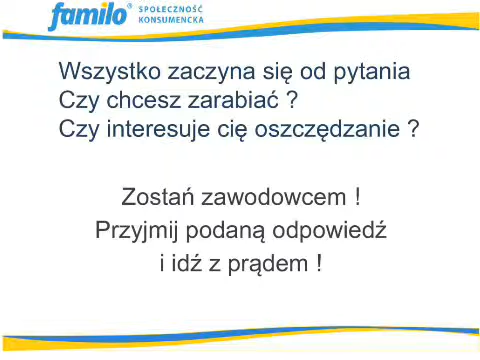 familo® SPOŁECZNOŚĆ
KONSUMENCKA
Wszystko zaczyna się od pytania
Czy chcesz zarabiać ?
Czy interesuje cię oszczędzanie ?
Zostań zawodowcem !
Przyjmij podaną odpowiedź
i idź z prądem !